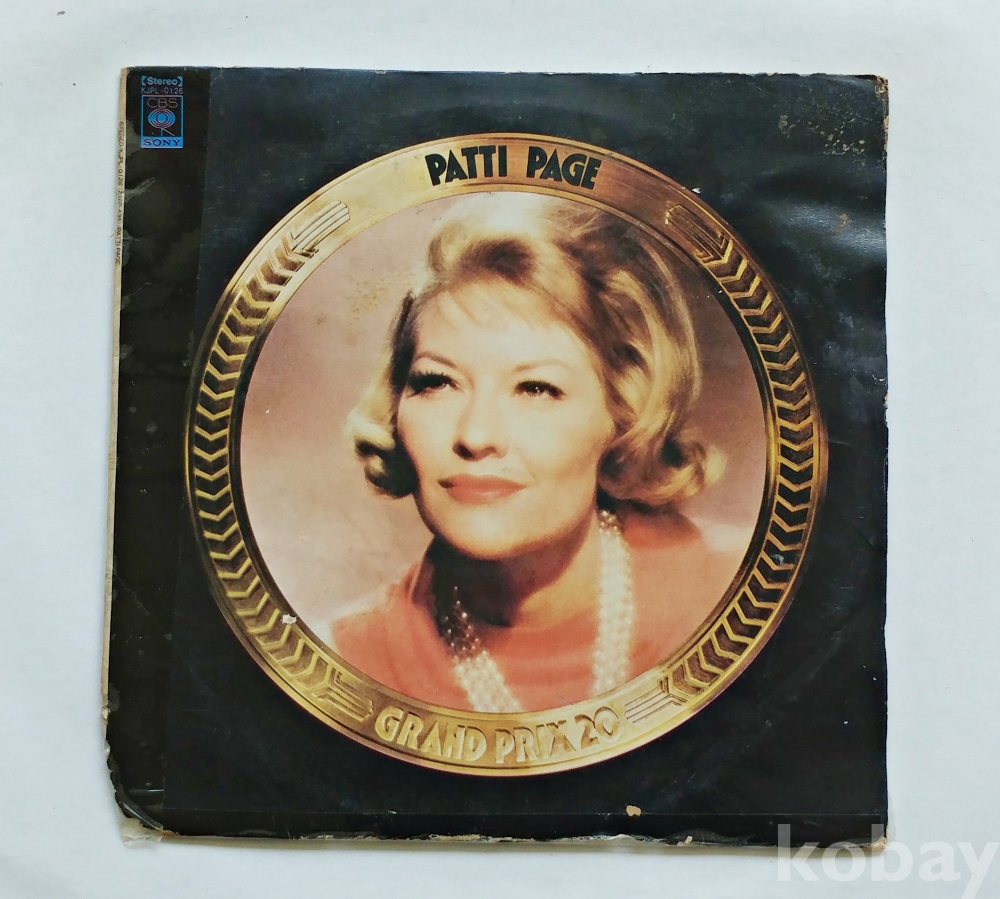 【Stereo】
KJPL-0126
CBS
SONY
PATTI PAGE
GRAND PRIX 20
kobay